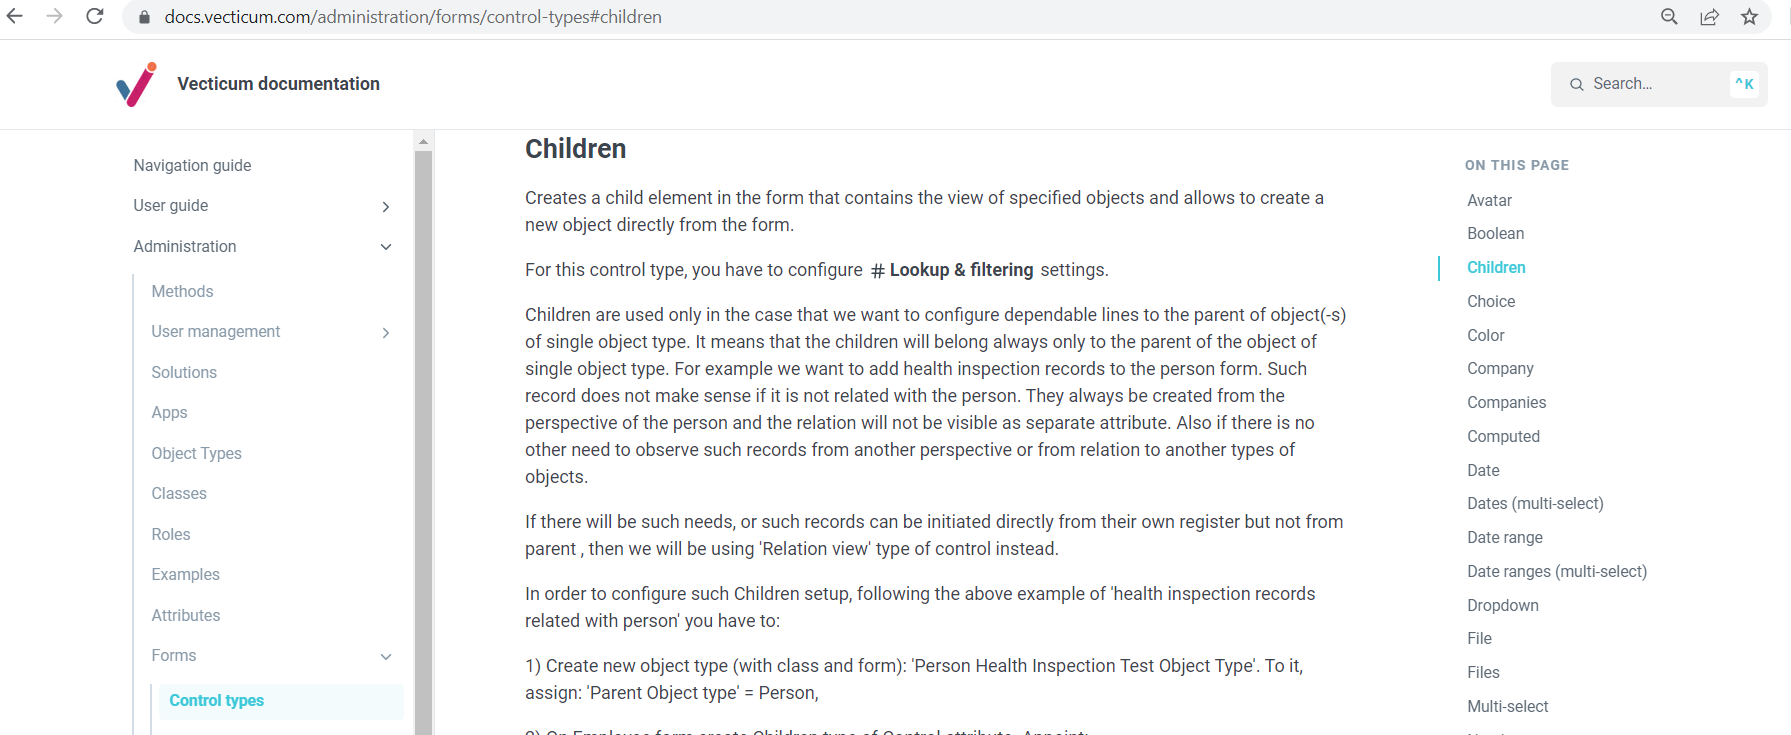 docs.vecticum.com/administration/forms/control-types#children
Vecticum documentation
Search...
^K
Navigation guide
User guide
Administration
Methods
User management
Solutions
Apps
Object Types
Classes
Roles
Examples
Attributes
Forms
Control types
Children
Creates a child element in the form that contains the view of specified objects and allows to create a
new object directly from the form.
For this control type, you have to configure # Lookup & filtering settings.
Children are used only in the case that we want to configure dependable lines to the parent of object(-s)
of single object type. It means that the children will belong always only to the parent of the object of
single object type. For example we want to add health inspection records to the person form. Such
record does not make sense if it is not related with the person. They always be created from the
perspective of the person and the relation will not be visible as separate attribute. Also if there is no
other need to observe such records from another perspective or from relation to another types of
objects.
If there will be such needs, or such records can be initiated directly from their own register but not from
parent , then we will be using 'Relation view' type of control instead.
In order to configure such Children setup, following the above example of 'health inspection records
related with person' you have to:
1) Create new object type (with class and form): 'Person Health Inspection Test Object Type'. To it,
assign: 'Parent Object type' = Person,
2) On Employee form create Children type of Control attribute. Appoint:
ON THIS PAGE
Avatar
Boolean
Children
Choice
Color
Company
Companies
Computed
Date
Dates (multi-select)
Date range
Date ranges (multi-select)
Dropdown
File
Files
Multi-select